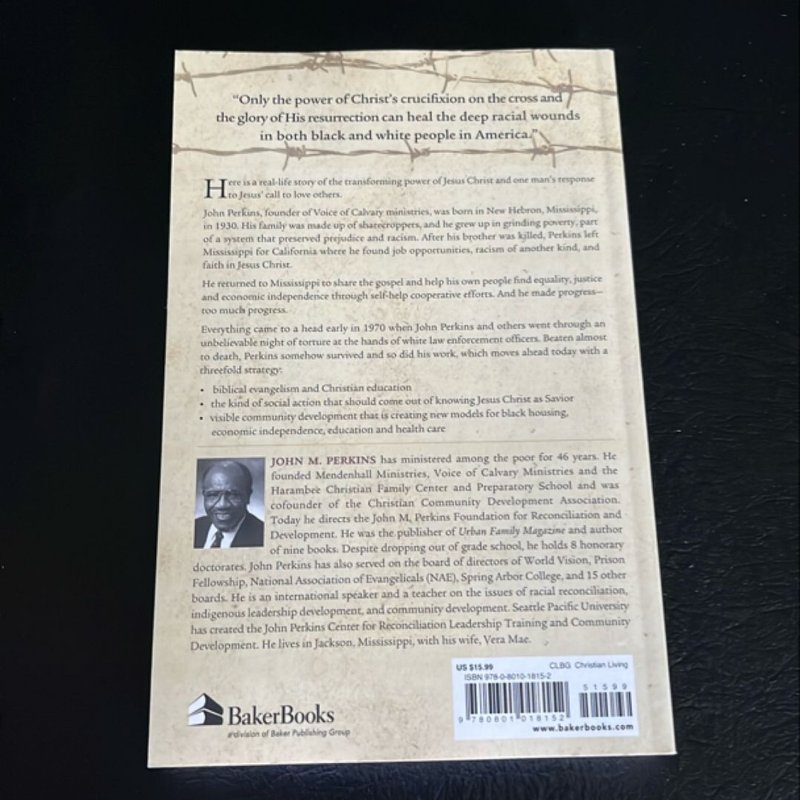 “Only the power of Christ’s crucifixion on the cross and
the glory of His resurrection can heal the deep racial wounds
in both black and white people in America.”
Here is a real-life story of the transforming power of Jesus Christ and one man’s response
to Jesus’ call to love others.
John Perkins, founder of Voice of Calvary ministries, was born in New Hebron, Mississippi,
in 1930. His family was made up of sharecroppers, and he grew up in grinding poverty, part
of a system that preserved prejudice and racism. After his brother was killed, Perkins left
Mississippi for California where he found job opportunities, racism of another kind, and
faith in Jesus Christ.
He returned to Mississippi to share the gospel and help his own people find equality, justice
and economic independence through self-help cooperative efforts. And he made progress—
too much progress.
Everything came to a head early in 1970 when John Perkins and others went through an
unbelievable night of torture at the hands of white law enforcement officers. Beaten almost
to death, Perkins somehow survived and so did his work, which moves ahead today with a
threefold strategy:
• biblical evangelism and Christian education
• the kind of social action that should come out of knowing Jesus Christ as Savior
• visible community development that is creating new models for black housing,
economic independence, education and health care
JOHN M. PERKINS has ministered among the poor for 46 years. He
founded Mendenhall Ministries, Voice of Calvary Ministries and the
Harambee Christian Family Center and Preparatory School and was
cofounder of the Christian Community Development Association.
Today he directs the John M. Perkins Foundation for Reconciliation and
Development. He was the publisher of Urban Family Magazine and author
of nine books. Despite dropping out of grade school, he holds 8 honorary
doctorates. John Perkins has also served on the board of directors of World Vision, Prison
Fellowship, National Association of Evangelicals (NAE), Spring Arbor College, and 15 other
boards. He is an international speaker and a teacher on the issues of racial reconciliation,
indigenous leadership development, and community development. Seattle Pacific University
has created the John Perkins Center for Reconciliation Leadership Training and Community
Development. He lives in Jackson, Mississippi, with his wife, Vera Mae.
US $15.99 CLBG Christian Living
ISBN 978-0-8010-1815-2
51599
9 780801 018152
www.bakerbooks.com
BakerBooks
a division of Baker Publishing Group